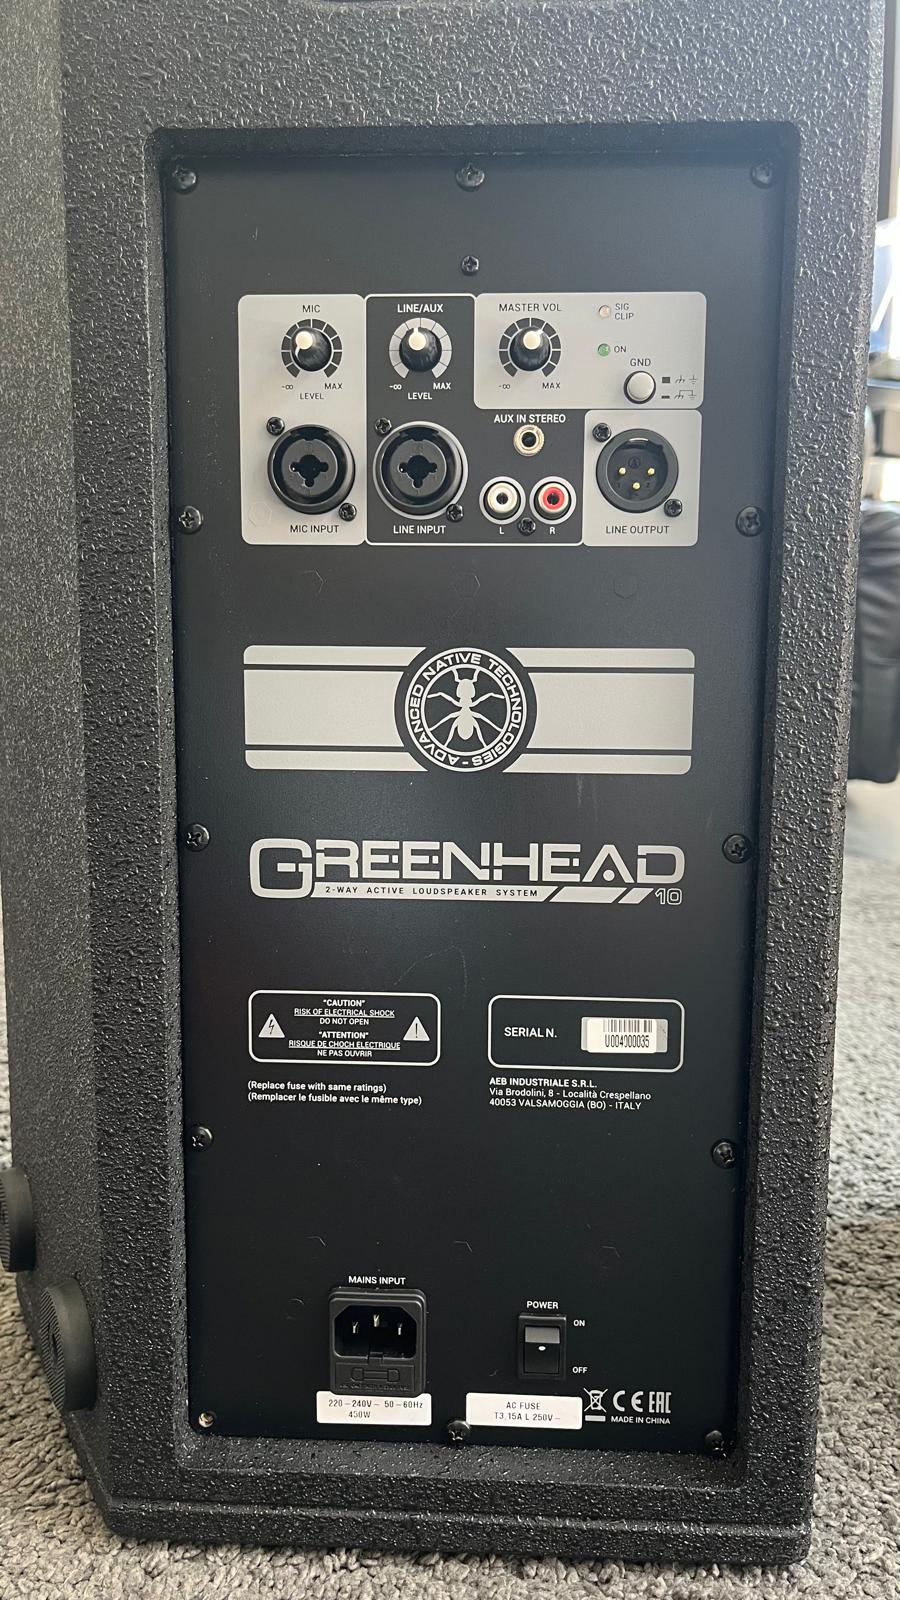 MIC
-∞ MAX
LEVEL
MIC INPUT
LINE/AUX
-∞ MAX
LEVEL
LINE INPUT
MASTER VOL
-∞ MAX
SIG
CLIP
ON
GND
AUX IN STEREO
L R
LINE OUTPUT
ADVANCED NATIVE TECHNOLOGIES -
GREENHEAD
2-WAY ACTIVE LOUDSPEAKER SYSTEM
10
"CAUTION"
RISK OF ELECTRICAL SHOCK
DO NOT OPEN
"ATTENTION"
RISQUE DE CHOCH ELECTRIQUE
NE PAS OUVRIR
(Replace fuse with same ratings)
(Remplacer le fusible avec le même type)
SERIAL N.
U004000035
AEB INDUSTRIALE S.R.L.
Via Brodolini, 8 - Località Crespellano
40053 VALSAMOGGIA (BO) - ITALY
MAINS INPUT
220-240V~ 50-60Hz
450W
POWER
ON
OFF
AC FUSE
T3,15A L 250V~
CE EAC
MADE IN CHINA